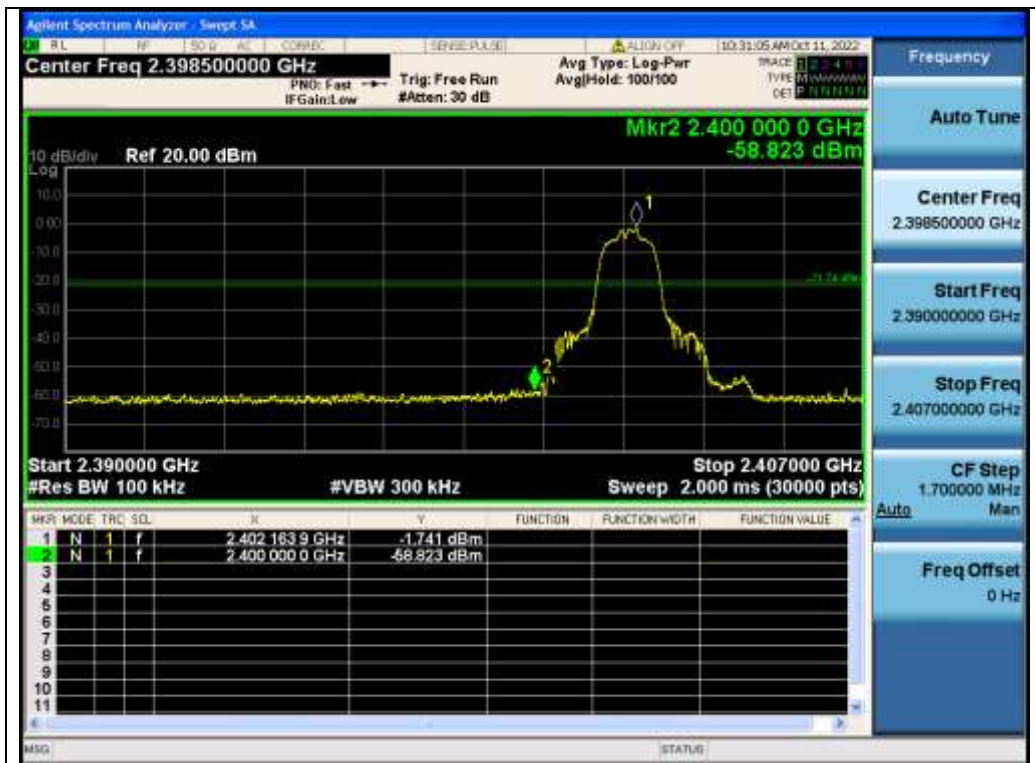 Agilent Spectrum Analyzer - Swept SA
RL RF 50 Ω AC CORREC SENSE:PULSE ALIGN OFF 10:31:05 AM Oct 11, 2022
Center Freq 2.398500000 GHz
PNO: Fast
IFGain:Low
Trig: Free Run
#Atten: 30 dB
Avg Type: Log-Pwr
Avg|Hold: 100/100
TRACE 1 2 3 4 5 6
TYPE M
DET P N N N N N
Mkr2 2.400 000 0 GHz
-58.823 dBm
10 dB/div Ref 20.00 dBm
Log
10.0
0.00
-10.0
-20.0
-30.0
-40.0
-50.0
-60.0
-70.0
1
2
-21.74 dBm
Start 2.390000 GHz Stop 2.407000 GHz
#Res BW 100 kHz #VBW 300 kHz Sweep 2.000 ms (30000 pts)
MKR MODE TRC SCL X Y FUNCTION FUNCTION WIDTH FUNCTION VALUE
1 N 1 f 2.402 163 9 GHz -1.741 dBm
2 N 1 f 2.400 000 0 GHz -58.823 dBm
3
4
5
6
7
8
9
10
11
MSG STATUS
Frequency
Auto Tune
Center Freq
2.398500000 GHz
Start Freq
2.390000000 GHz
Stop Freq
2.407000000 GHz
CF Step
1.700000 MHz
Auto Man
Freq Offset
0 Hz